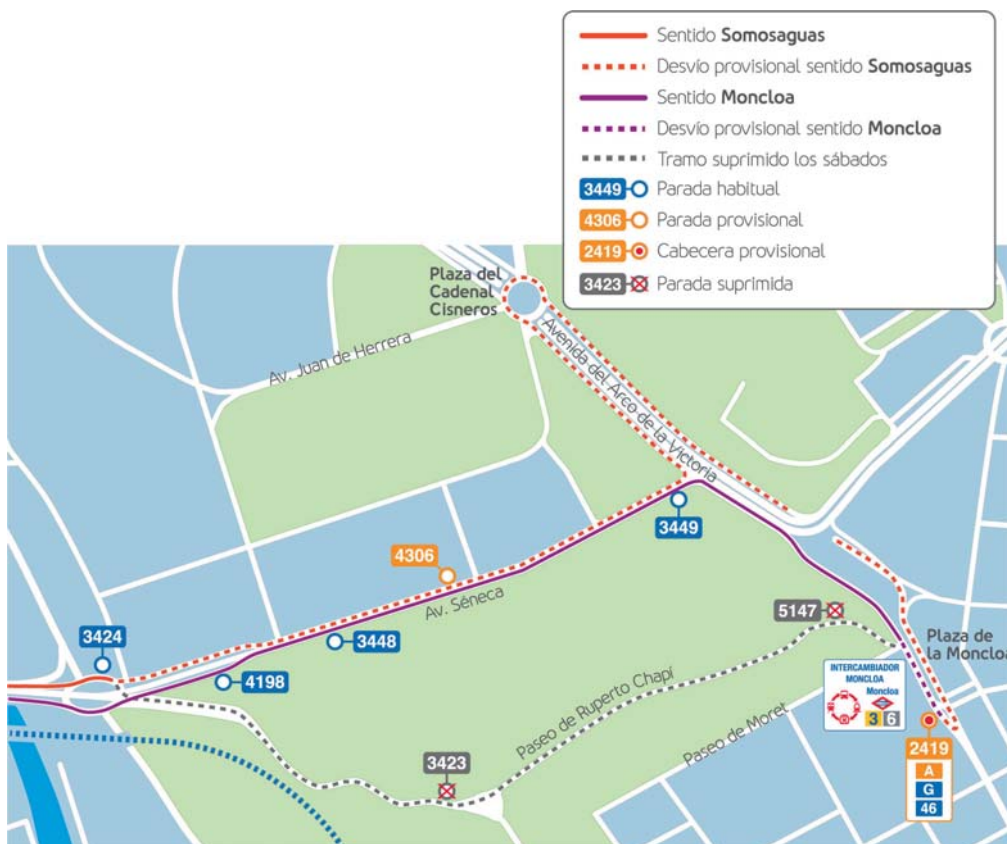 Sentido Somosaguas
Desvío provisional sentido Somosaguas
Sentido Moncloa
Desvío provisional sentido Moncloa
Tramo suprimido los sábados
3449 Parada habitual
4306 Parada provisional
2419 Cabecera provisional
3423 Parada suprimida
Plaza del
Cadenal
Cisneros
Av. Juan de Herrera
Avenida del Arco de la Victoria
3449
4306
Av. Séneca
3424
3448
4198
5147
Plaza de
la Moncloa
INTERCAMBIADOR
MONCLOA
Moncloa
3 6
Paseo de Ruperto Chapí
Paseo de Moret
3423
2419
A
G
46